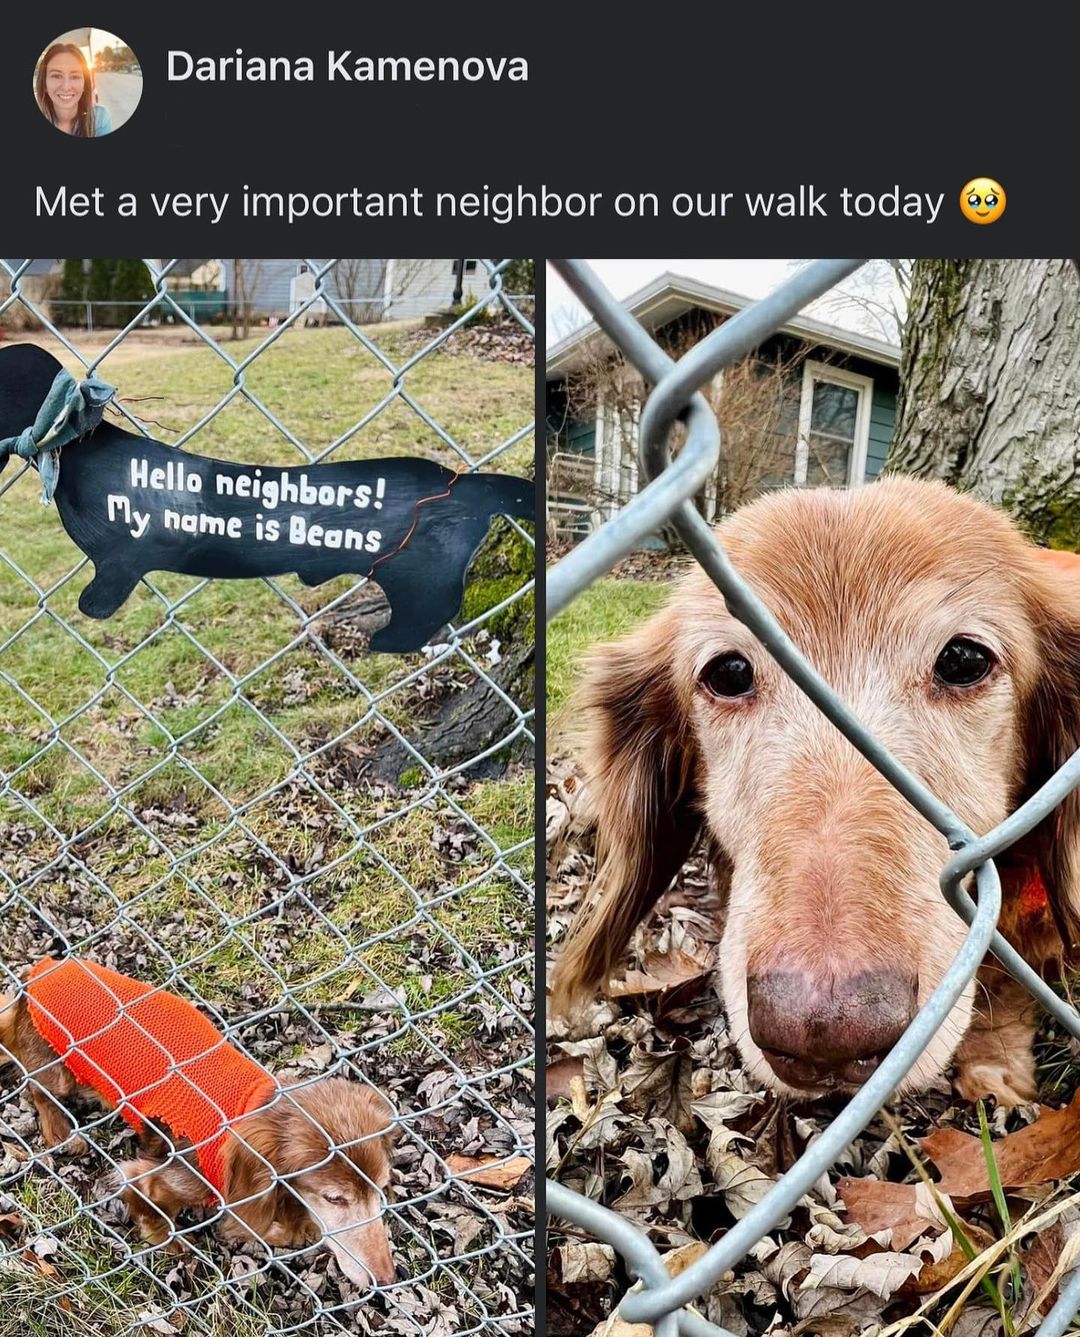 Dariana Kamenova
Met a very important neighbor on our walk today 🥹
Hello neighbors!
My name is Beans